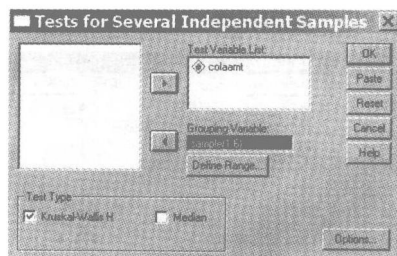 Tests for Several Independent Samples
Test Variable List:
colaamt
OK
Paste
Reset
Cancel
Help
Grouping Variable:
sample(1,6)
Define Range...
Test Type
Kruskal-Wallis H
Median
Options...